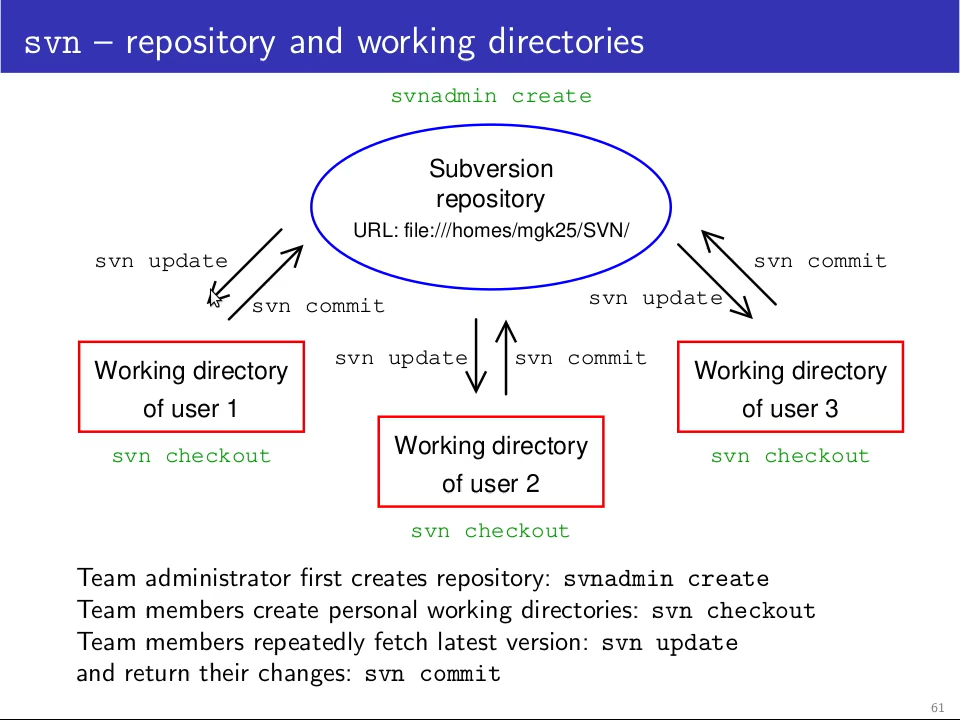 svn – repository and working directories
svnadmin create
Subversion
repository
URL: file:///homes/mgk25/SVN/
svn update
svn commit
svn update
svn commit
svn update
svn commit
Working directory
of user 1
svn checkout
Working directory
of user 2
svn checkout
Working directory
of user 3
svn checkout
Team administrator first creates repository: svnadmin create
Team members create personal working directories: svn checkout
Team members repeatedly fetch latest version: svn update
and return their changes: svn commit
61